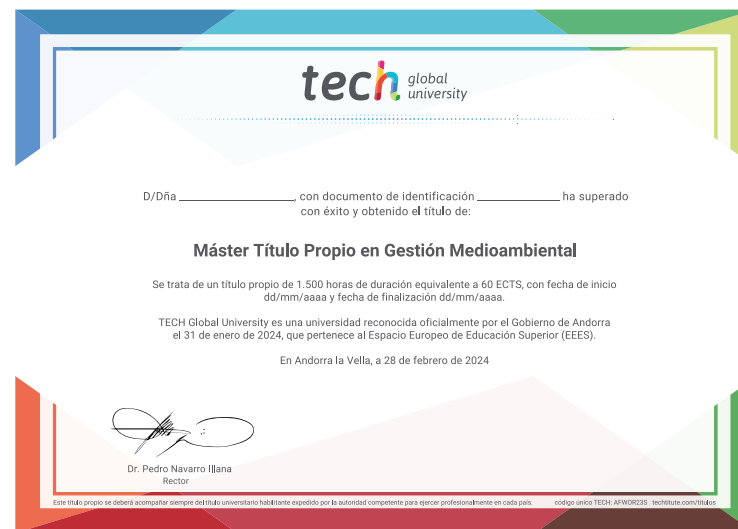 tech global
university
D/Dña ______________, con documento de identificación ______________ ha superado
con éxito y obtenido el título de:
Máster Título Propio en Gestión Medioambiental
Se trata de un título propio de 1.500 horas de duración equivalente a 60 ECTS, con fecha de inicio
dd/mm/aaaa y fecha de finalización dd/mm/aaaa.
TECH Global University es una universidad reconocida oficialmente por el Gobierno de Andorra
el 31 de enero de 2024, que pertenece al Espacio Europeo de Educación Superior (EEES).
En Andorra la Vella, a 28 de febrero de 2024
Dr. Pedro Navarro Illana
Rector
Este título propio se deberá acompañar siempre del título universitario habilitante expedido por la autoridad competente para ejercer profesionalmente en cada país. código único TECH: AFWOR23S techtitute.com/titulos